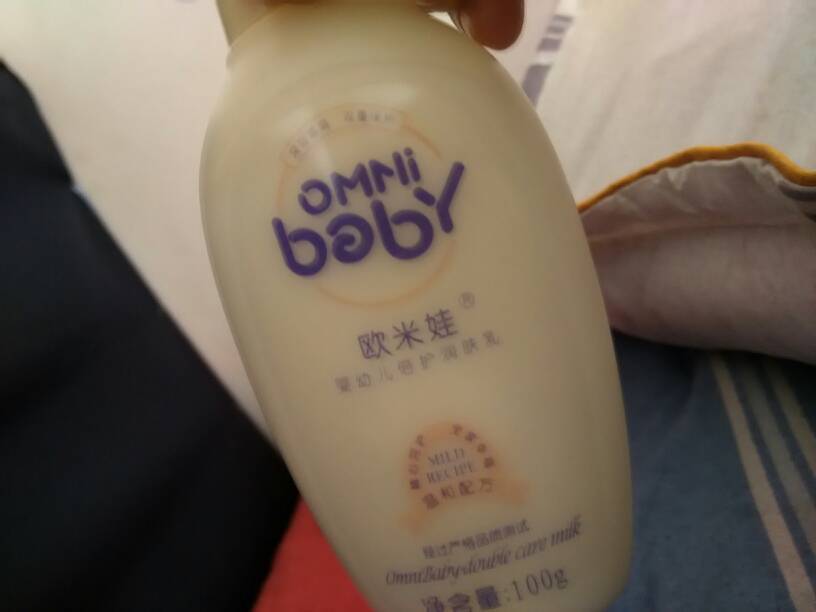 OMNI
baby
欧米娃®
婴幼儿倍护润肤乳
MILD
RECIPE
温和配方
经过严格品质测试
OmniBaby double care milk
净含量:100g